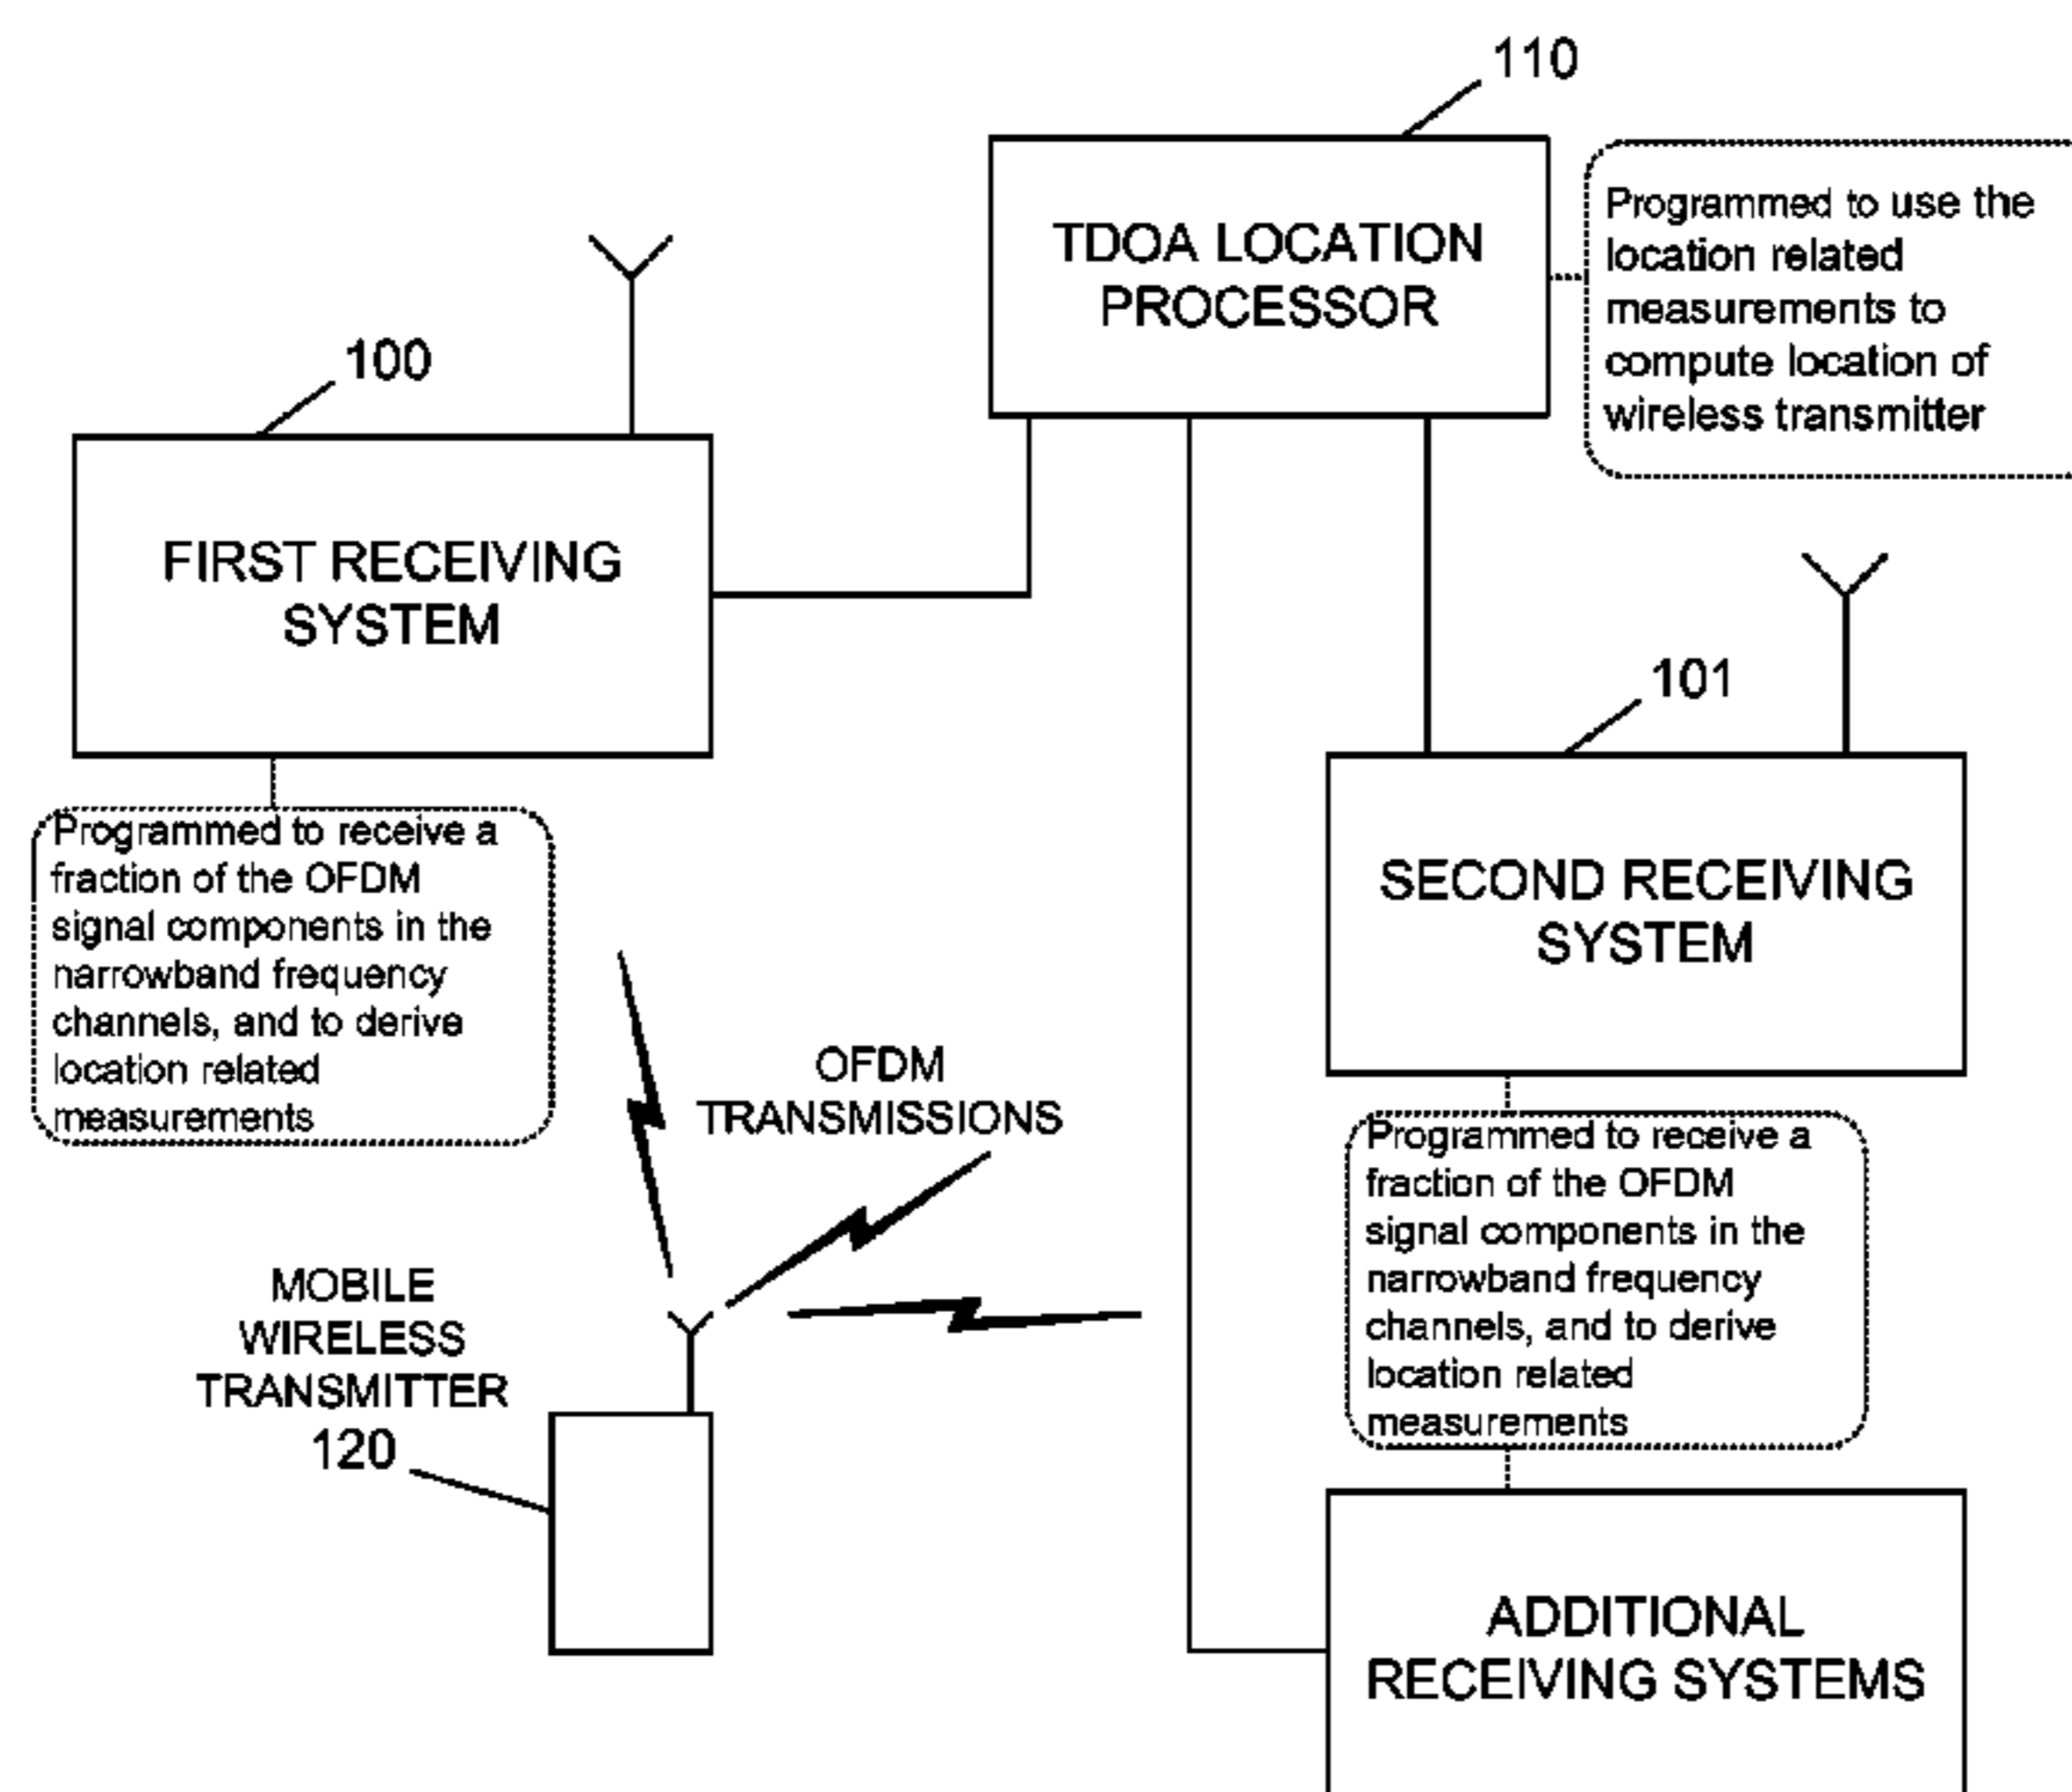 110
TDOA LOCATION
PROCESSOR
Programmed to use the
location related
measurements to
compute location of
wireless transmitter
100
FIRST RECEIVING
SYSTEM
Programmed to receive a
fraction of the OFDM
signal components in the
narrowband frequency
channels, and to derive
location related
measurements
101
SECOND RECEIVING
SYSTEM
Programmed to receive a
fraction of the OFDM
signal components in the
narrowband frequency
channels, and to derive
location related
measurements
OFDM
TRANSMISSIONS
MOBILE
WIRELESS
TRANSMITTER
120
ADDITIONAL
RECEIVING SYSTEMS